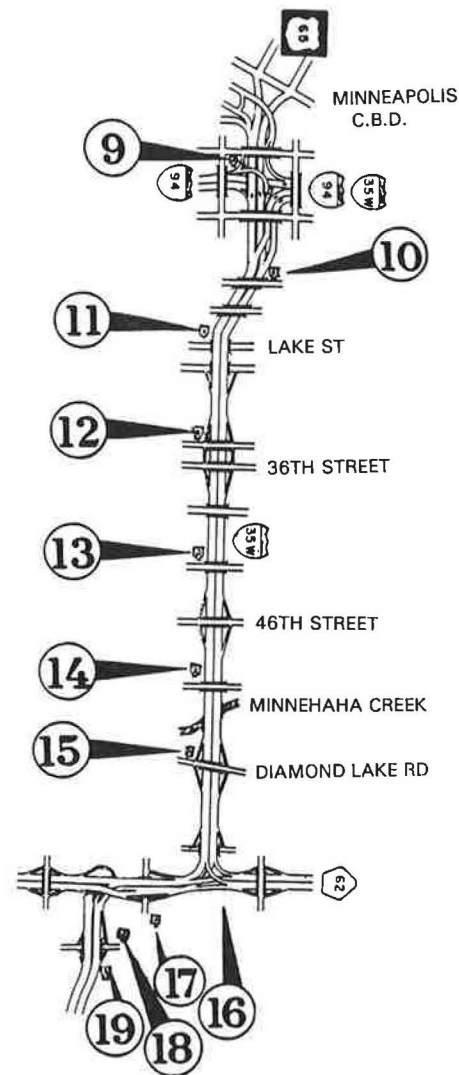 65
MINNEAPOLIS
C.B.D.
9
94
94
35W
10
11
LAKE ST
12
36TH STREET
13
35W
46TH STREET
14
MINNEHAHA CREEK
15
DIAMOND LAKE RD
62
17
16
18
19